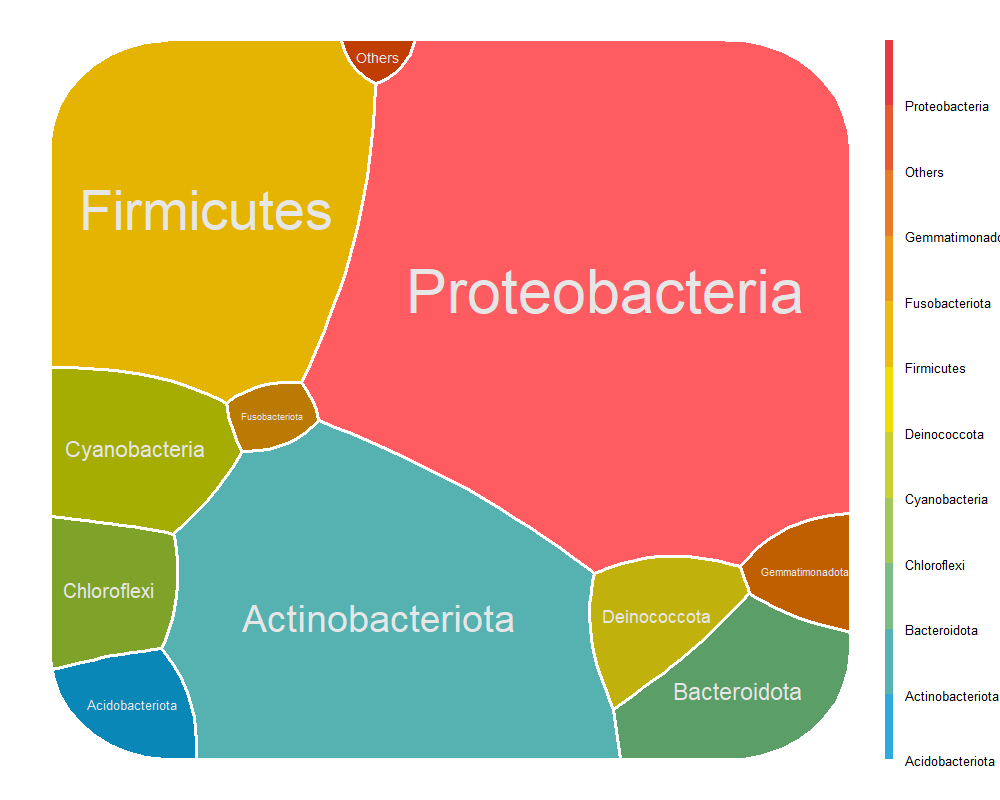 Others
Firmicutes
Proteobacteria
Fusobacteriota
Cyanobacteria
Gemmatimonadota
Chloroflexi
Actinobacteriota
Deinococcota
Bacteroidota
Acidobacteriota
Proteobacteria
Others
Gemmatimonado
Fusobacteriota
Firmicutes
Deinococcota
Cyanobacteria
Chloroflexi
Bacteroidota
Actinobacteriota
Acidobacteriota